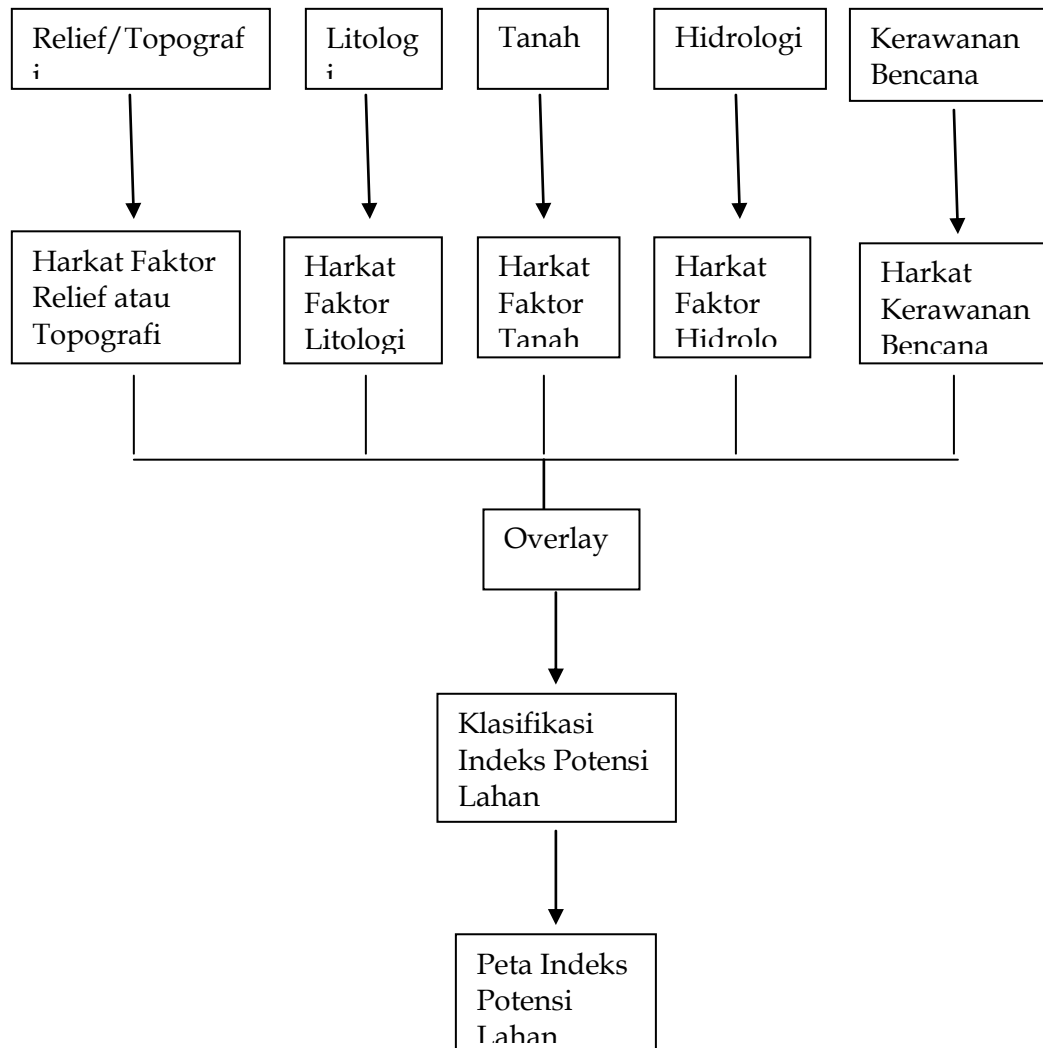 Relief/Topograf
i
Litolog
i
Tanah
Hidrologi
Kerawanan
Bencana
Harkat Faktor
Relief atau
Topografi
Harkat
Faktor
Litologi
Harkat
Faktor
Tanah
Harkat
Faktor
Hidrolo
Harkat
Kerawanan
Bencana
Overlay
Klasifikasi
Indeks Potensi
Lahan
Peta Indeks
Potensi
Lahan